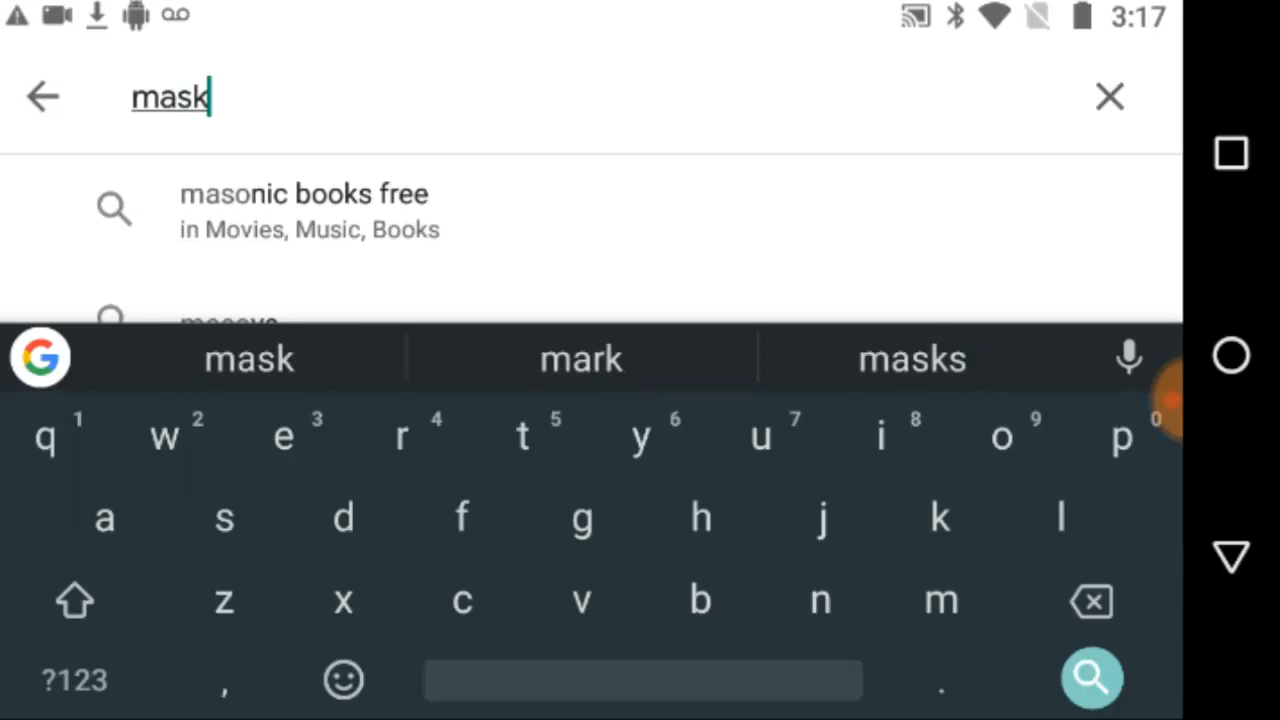 3:17
mask
masonic books free
in Movies, Music, Books
mask mark masks
q 1 w 2 e 3 r 4 t 5 y 6 u 7 i 8 o 9 p 0
a s d f g h j k l
z x c v b n m
?123 , .